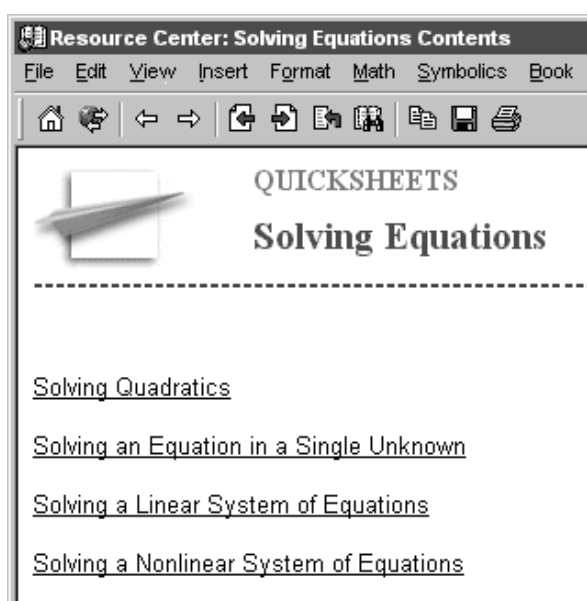 Resource Center: Solving Equations Contents
File Edit View Insert Format Math Symbolics Book
QUICKSHEETS
Solving Equations
Solving Quadratics
Solving an Equation in a Single Unknown
Solving a Linear System of Equations
Solving a Nonlinear System of Equations